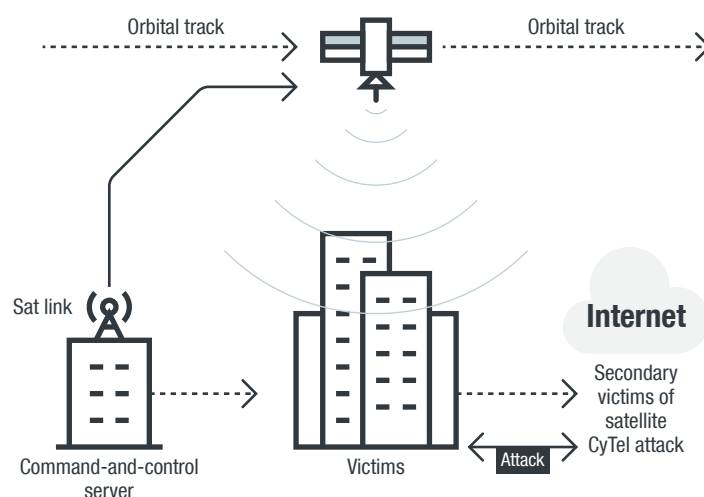 Orbital track
Orbital track
Sat link
Internet
Secondary
victims of
satellite
CyTel attack
Attack
Command-and-control
server
Victims